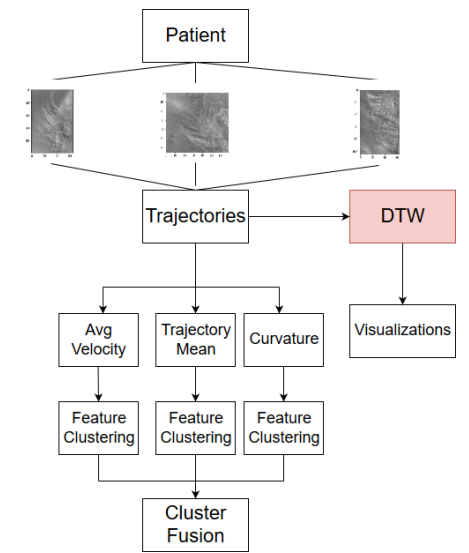 Patient
Trajectories
DTW
Avg
Velocity
Trajectory
Mean
Curvature
Visualizations
Feature
Clustering
Feature
Clustering
Feature
Clustering
Cluster
Fusion